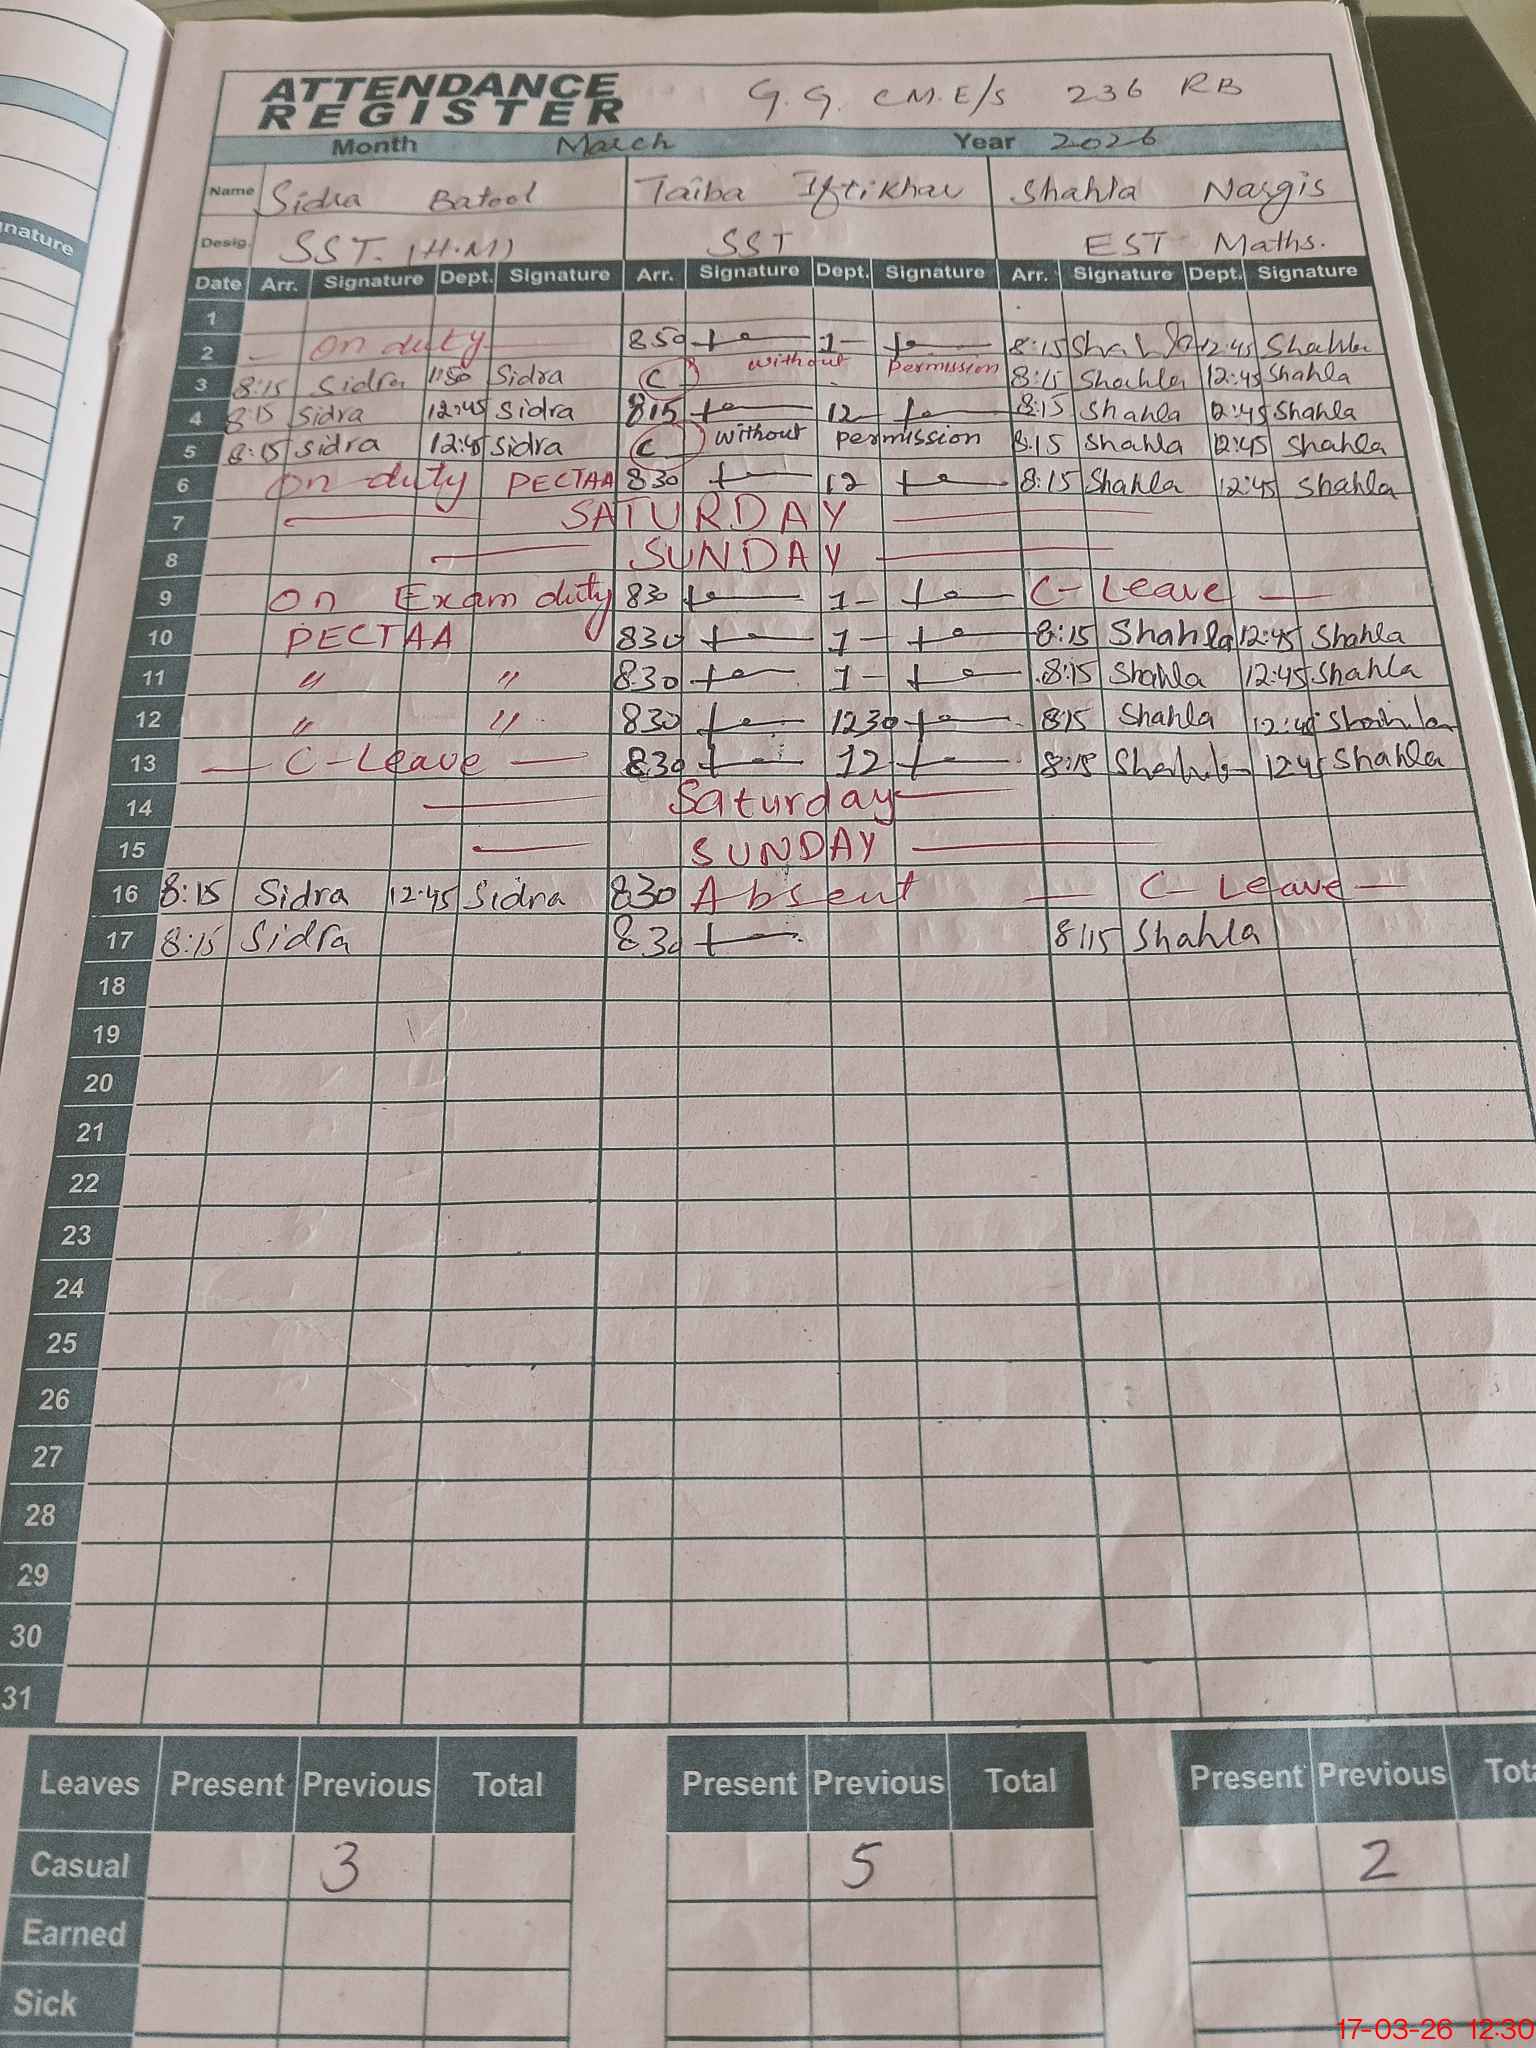 ATTENDANCE REGISTER G.G. CM.E/S 236 RB
Month March Year 2026
Name Sidra Batool Taiba Iftikhar Shahla Nargis
Desig. SST. (H.M) SST EST Maths.
Date Arr. Signature Dept. Signature Arr. Signature Dept. Signature Arr. Signature Dept. Signature
1
2 — On duty — 850 1- 8:15 Shahla 12:45 Shahla
3 8:15 Sidra 11:50 Sidra C without permission 8:15 Shahla 12:45 Shahla
4 8:15 Sidra 12:45 Sidra 815 12- 8:15 Shahla 12:45 Shahla
5 8:15 Sidra 12:45 Sidra C without permission 8:15 Shahla 12:45 Shahla
6 On duty PECTAA 830 12 8:15 Shahla 12:45 Shahla
7 — SATURDAY —
8 — SUNDAY —
9 On Exam duty 830 1- C-Leave —
10 PECTAA 830 1- 8:15 Shahla 12:45 Shahla
11 " " 830 1- 8:15 Shahla 12:45 Shahla
12 " " 830 1230 8:15 Shahla 12:45 Shahla
13 — C-Leave — 830 12 8:15 Shahla 1245 Shahla
14 — Saturday —
15 — SUNDAY —
16 8:15 Sidra 12:45 Sidra 830 Absent — C-Leave —
17 8:15 Sidra 830 8:15 Shahla
18
19
20
21
22
23
24
25
26
27
28
29
30
31
Leaves Present Previous Total Present Previous Total Present Previous
Casual 3 5 2
Earned
Sick
17-03-26 12:30